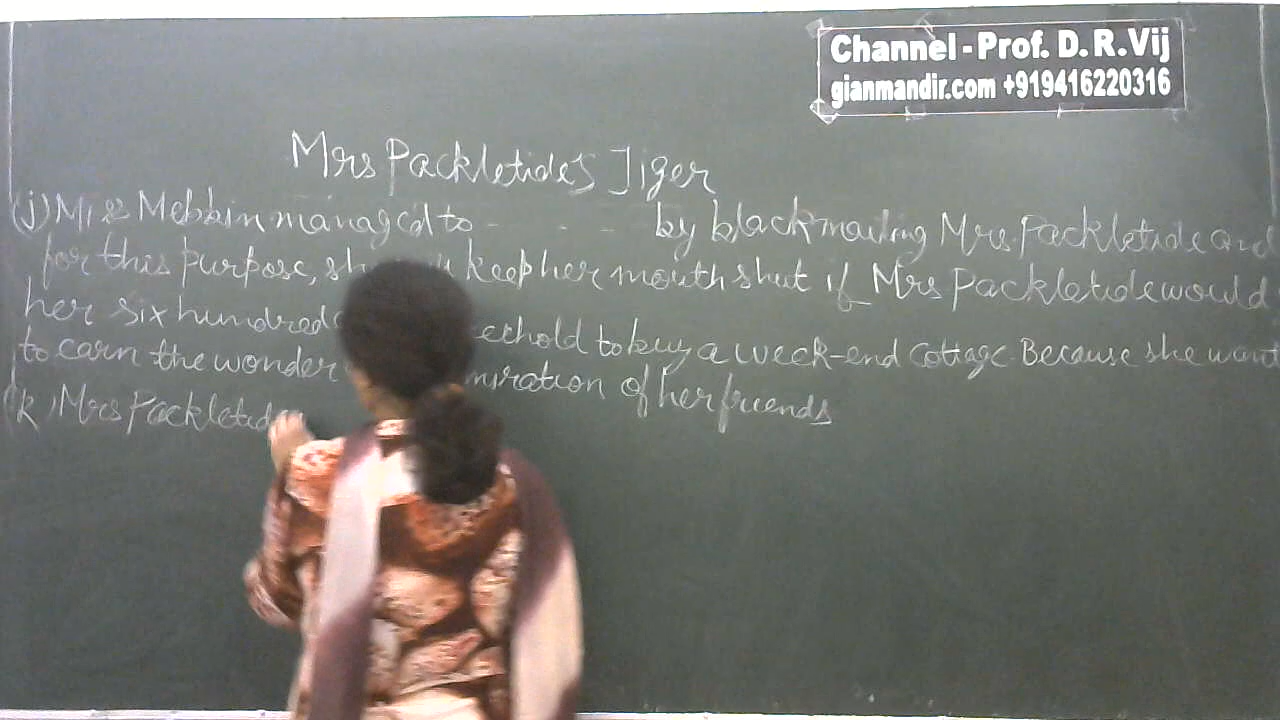 Channel - Prof. D. R. Vij
gianmandir.com +919416220316
Mrs Packletide's Tiger
(j) Miss Mebbin managed to - - - - by blackmailing Mrs. Packletide and
for this purpose, keep her mouth shut if Mrs Packletide would
her six hundred to buy a week-end cottage. Because she want
to earn the wonder of her friends
(k) Mrs Packletide